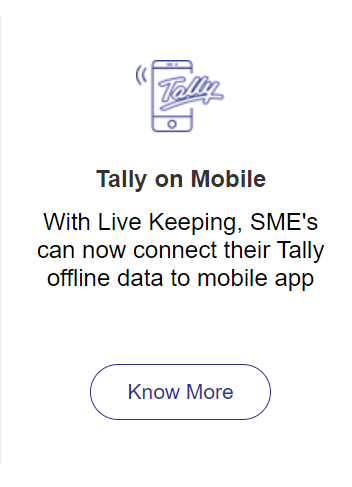 Tally
Tally on Mobile
With Live Keeping, SME's
can now connect their Tally
offline data to mobile app
Know More